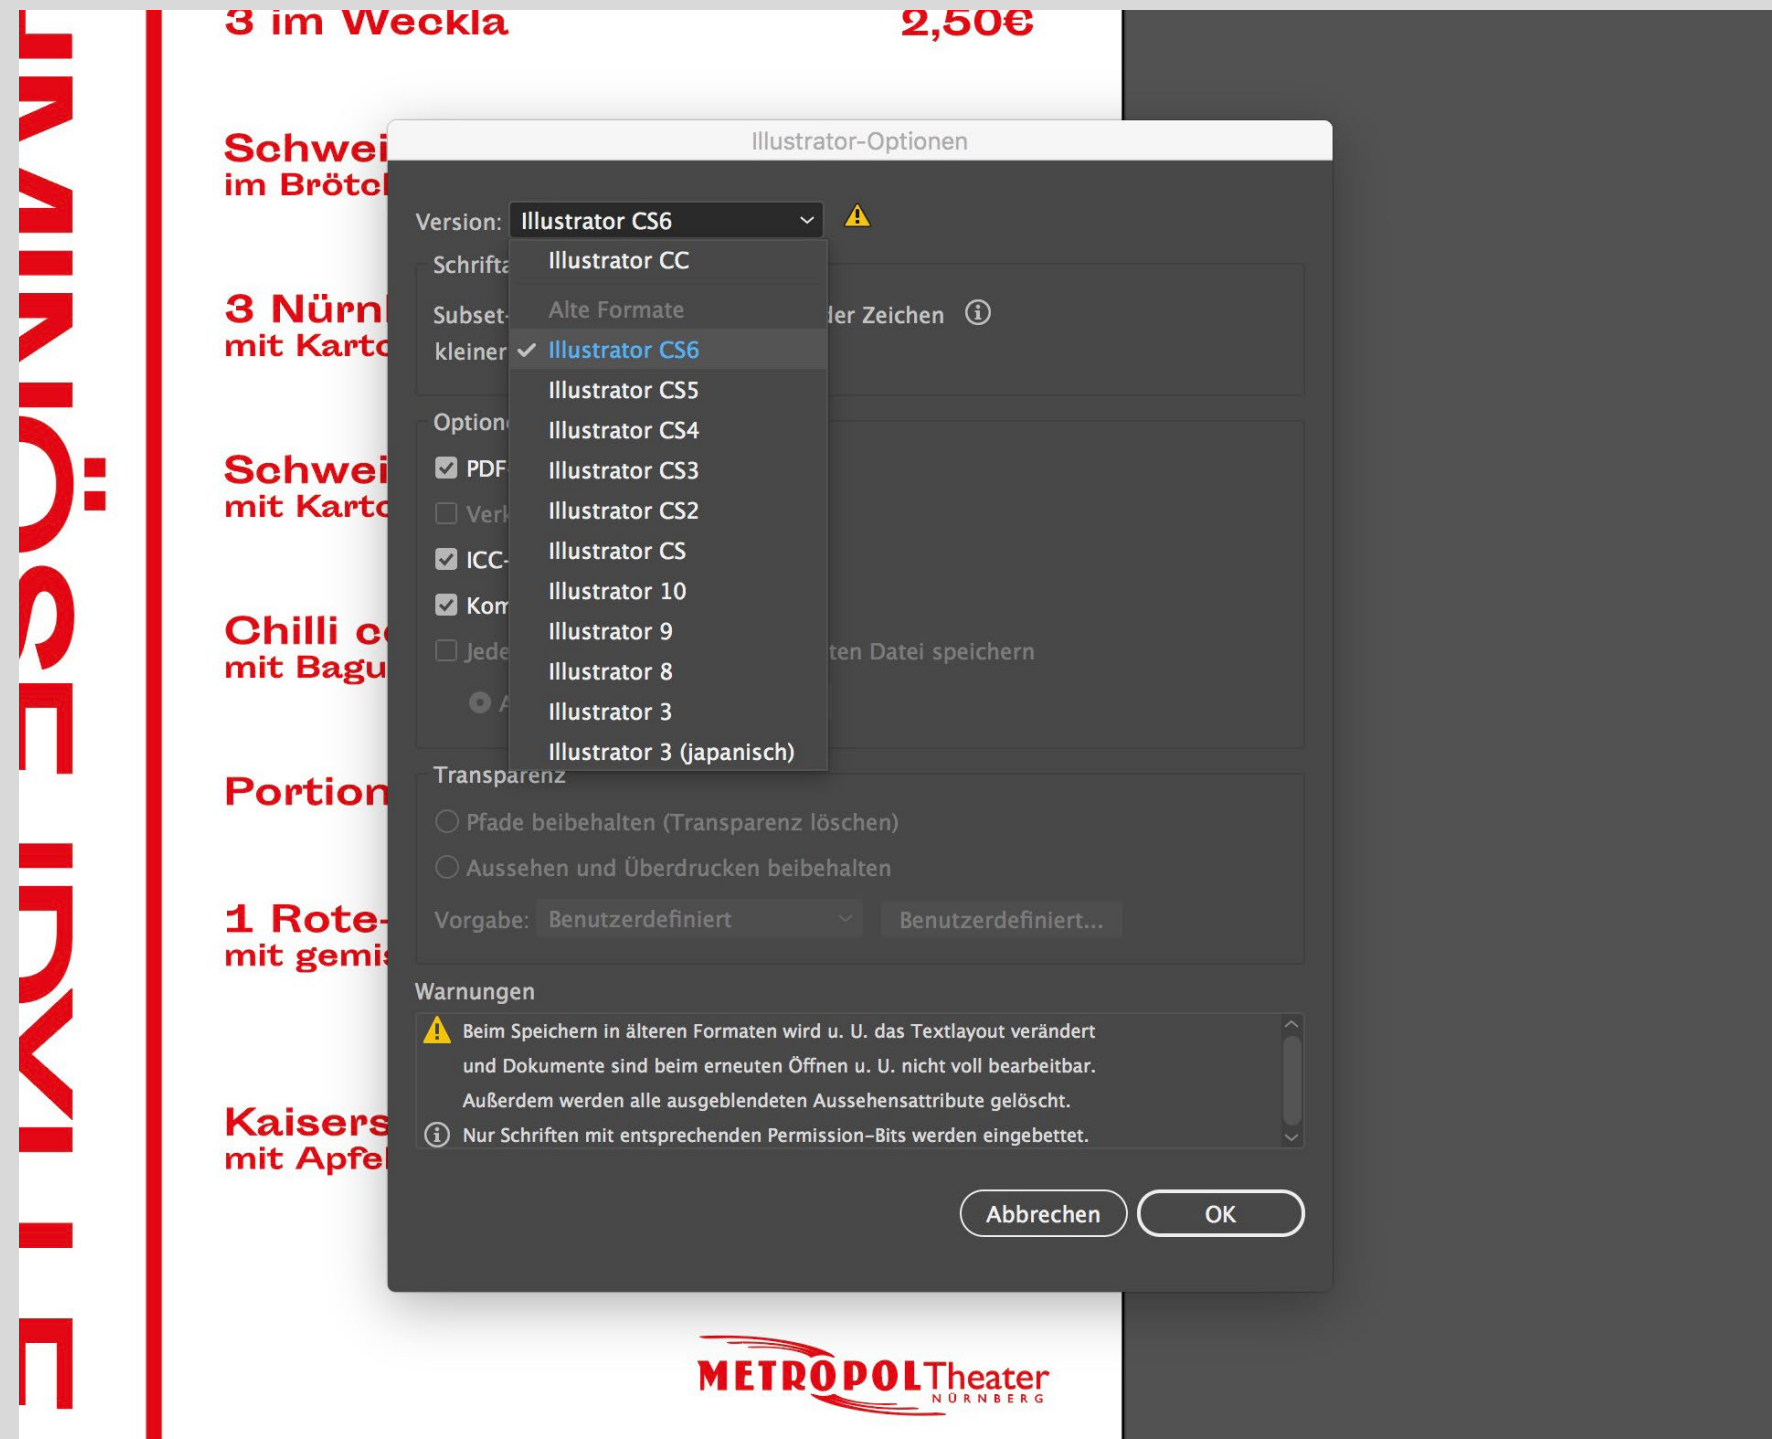 3 im Weckla 2,50€
Schwei
im Brötcl
3 Nürnl
mit Karto
Schwei
mit Karto
Chilli c
mit Bagu
Portion
1 Rote-
mit gemis
Kaisers
mit Apfel
Illustrator-Optionen
Version: Illustrator CS6
Illustrator CC
Alte Formate
Illustrator CS6
Illustrator CS5
Illustrator CS4
Illustrator CS3
Illustrator CS2
Illustrator CS
Illustrator 10
Illustrator 9
Illustrator 8
Illustrator 3
Illustrator 3 (japanisch)
Schrifta
Subset- der Zeichen
kleiner
Option
PDF-
Verk
ICC-
Kom
Jede ten Datei speichern
A
Transparenz
Pfade beibehalten (Transparenz löschen)
Aussehen und Überdrucken beibehalten
Vorgabe: Benutzerdefiniert Benutzerdefiniert...
Warnungen
Beim Speichern in älteren Formaten wird u. U. das Textlayout verändert
und Dokumente sind beim erneuten Öffnen u. U. nicht voll bearbeitbar.
Außerdem werden alle ausgeblendeten Aussehensattribute gelöscht.
Nur Schriften mit entsprechenden Permission-Bits werden eingebettet.
Abbrechen OK
METROPOLTheater
NÜRNBERG